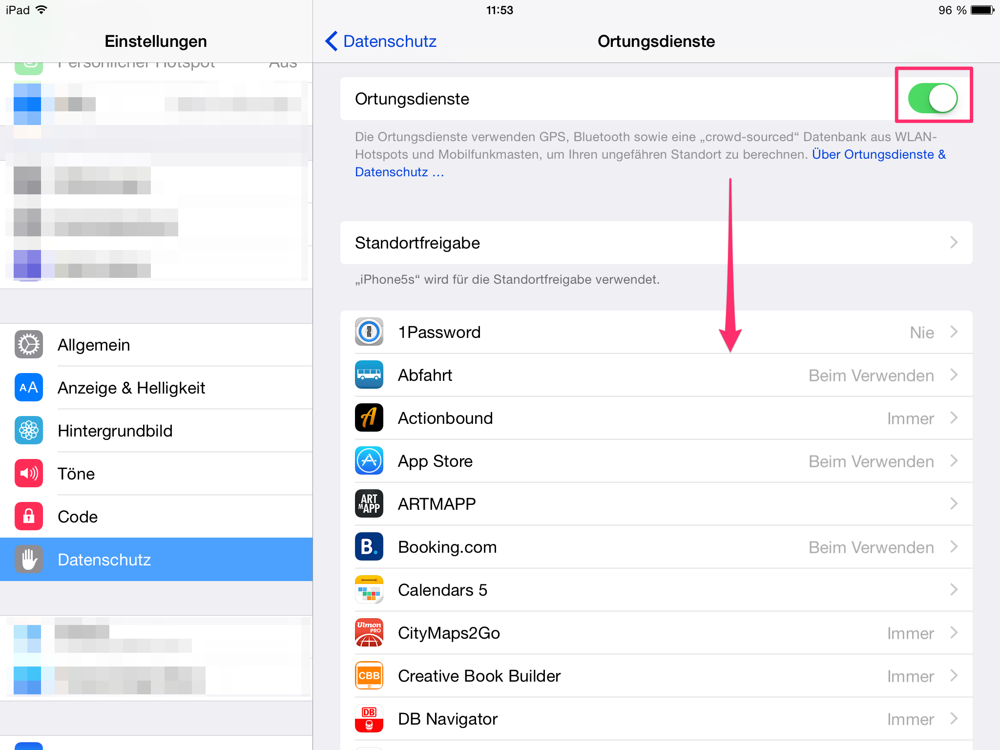 iPad
11:53
96 %
Einstellungen
Persönlicher Hotspot Aus
Allgemein
AA Anzeige & Helligkeit
Hintergrundbild
Töne
Code
Datenschutz
Datenschutz
Ortungsdienste
Ortungsdienste
Die Ortungsdienste verwenden GPS, Bluetooth sowie eine „crowd-sourced“ Datenbank aus WLAN-
Hotspots und Mobilfunkmasten, um Ihren ungefähren Standort zu berechnen. Über Ortungsdienste &
Datenschutz …
Standortfreigabe
„iPhone5s“ wird für die Standortfreigabe verwendet.
1Password Nie
Abfahrt Beim Verwenden
A Actionbound Immer
App Store Beim Verwenden
ART
MAPP
ARTMAPP
B. Booking.com Beim Verwenden
Calendars 5
Ulmon
PRO
CityMaps2Go Immer
CBB Creative Book Builder Immer
DB
DB Navigator Immer